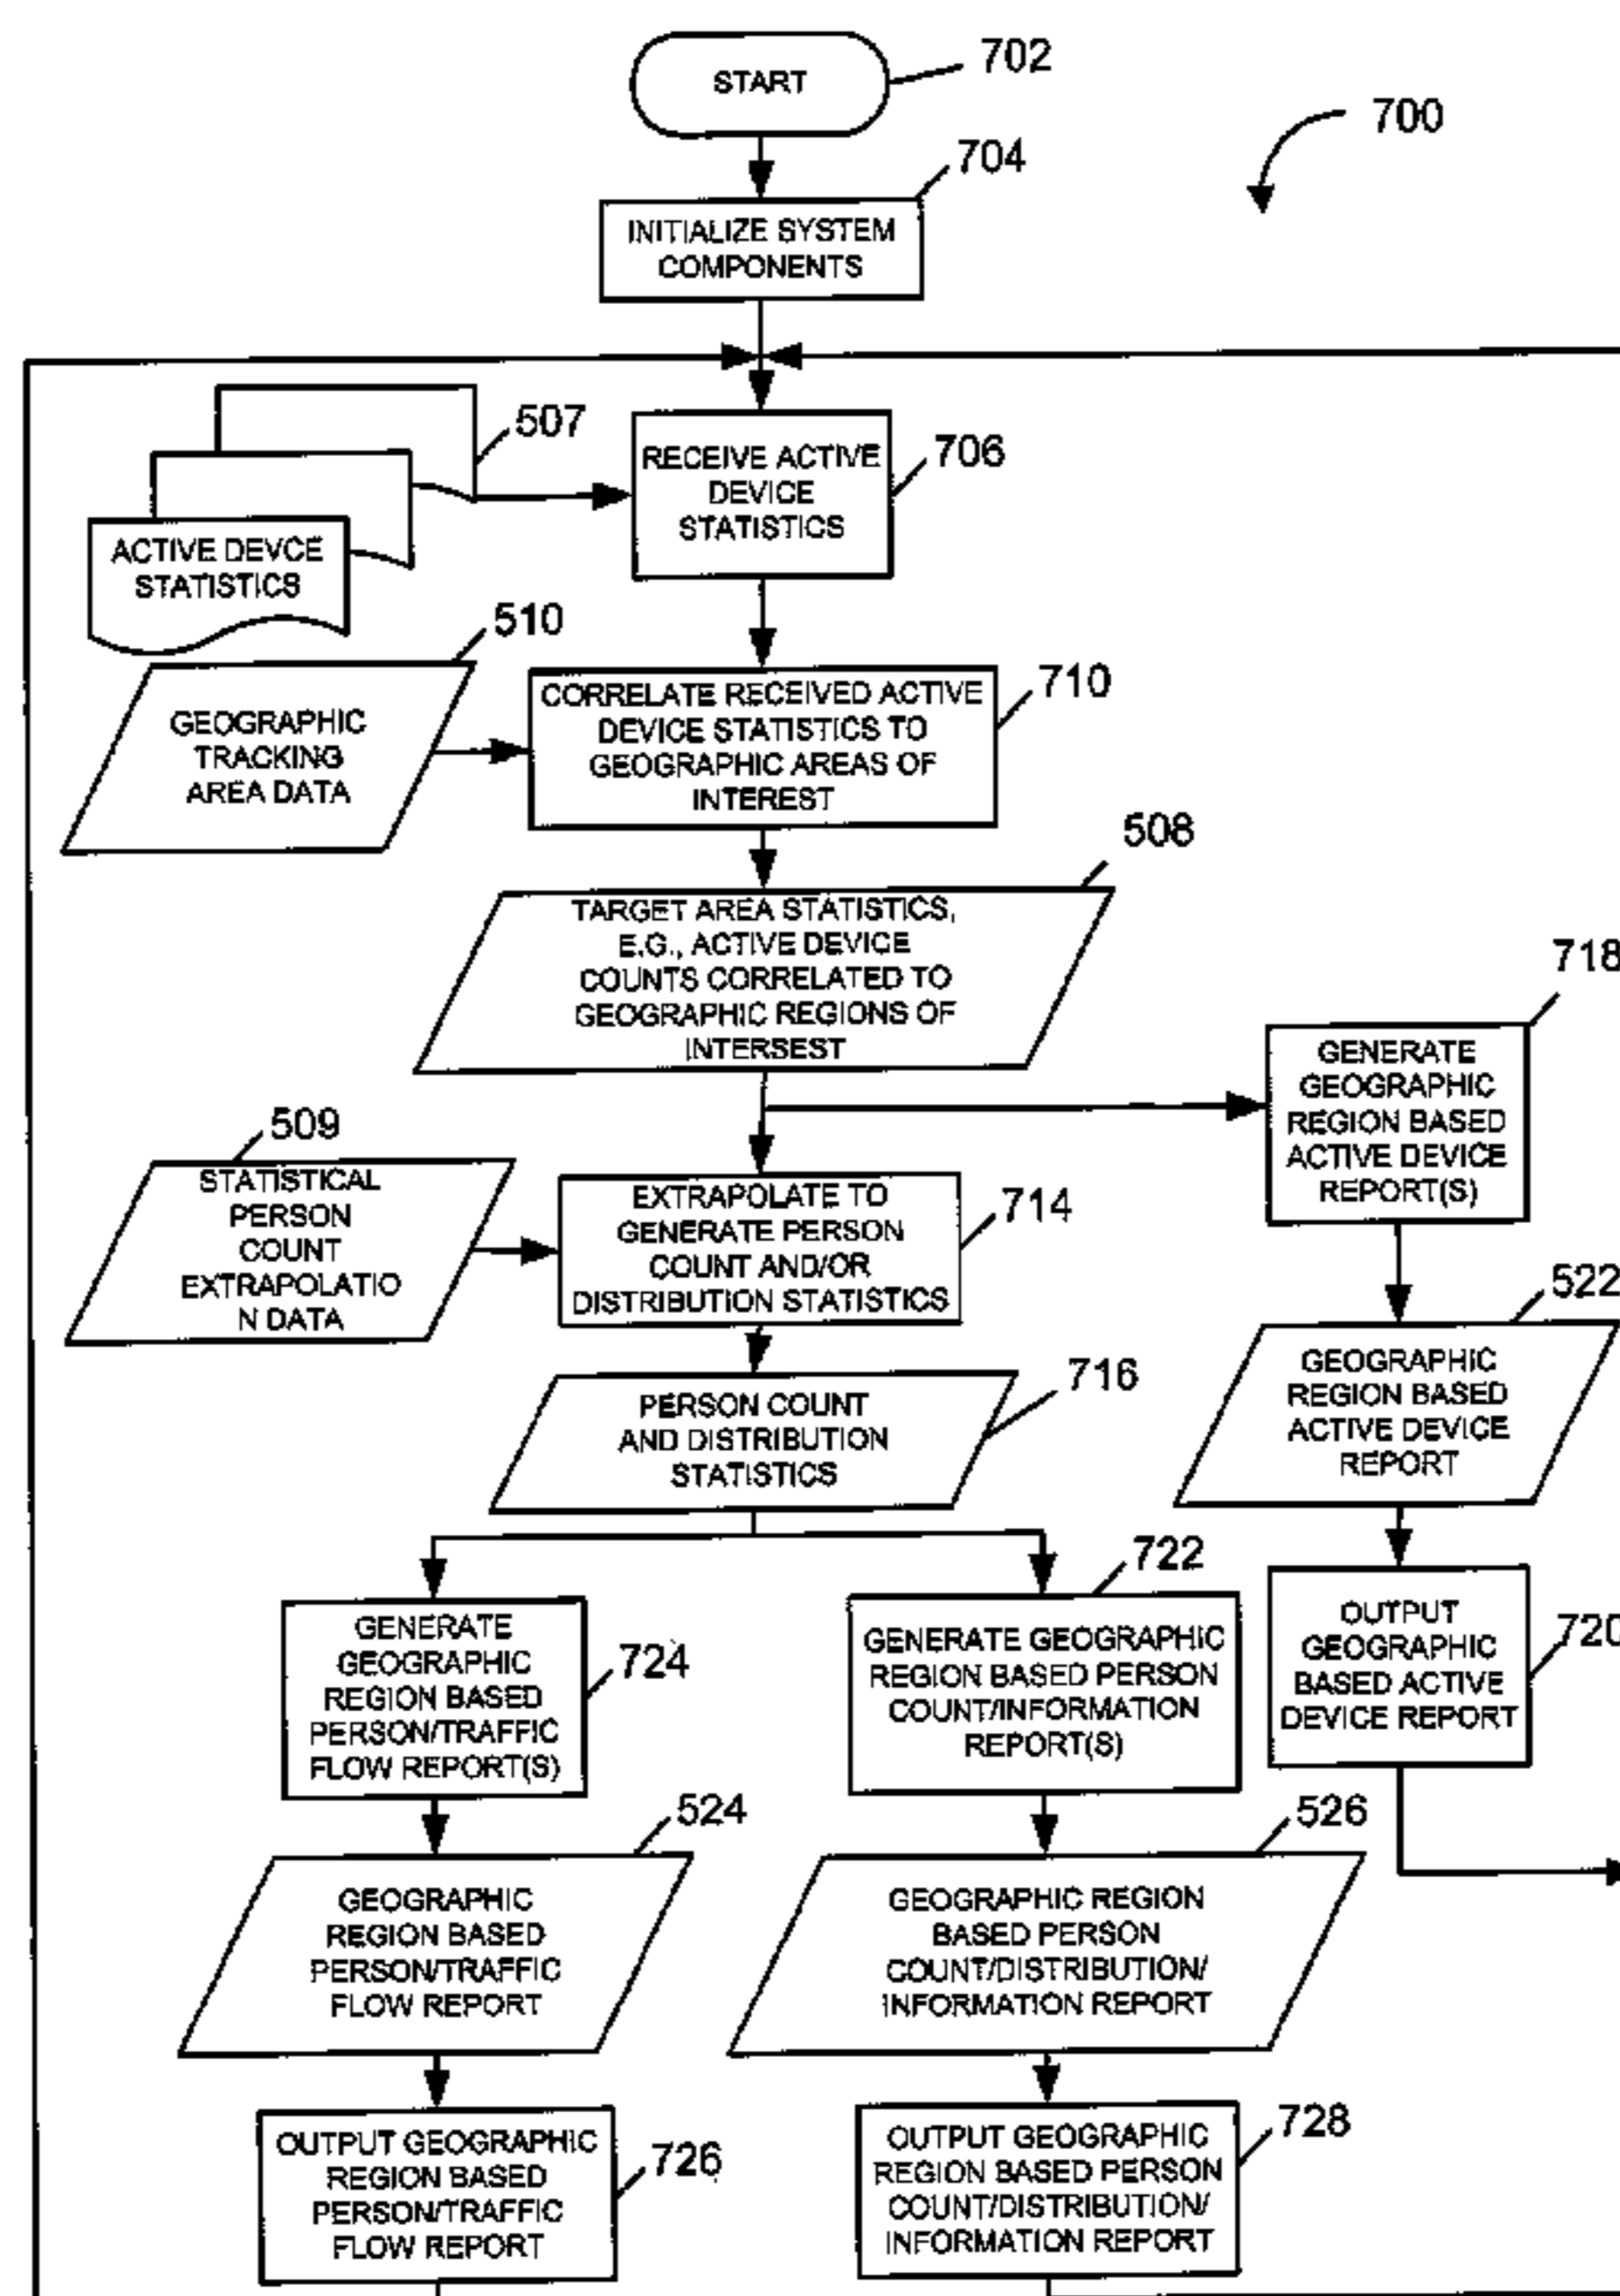 START
702
700
704
INITIALIZE SYSTEM
COMPONENTS
507
RECEIVE ACTIVE
DEVICE
STATISTICS
706
ACTIVE DEVCE
STATISTICS
510
GEOGRAPHIC
TRACKING
AREA DATA
CORRELATE RECEIVED ACTIVE
DEVICE STATISTICS TO
GEOGRAPHIC AREAS OF
INTEREST
710
508
TARGET AREA STATISTICS,
E.G., ACTIVE DEVICE
COUNTS CORRELATED TO
GEOGRAPHIC REGIONS OF
INTERSEST
718
GENERATE
GEOGRAPHIC
REGION BASED
ACTIVE DEVICE
REPORT(S)
509
STATISTICAL
PERSON
COUNT
EXTRAPOLATIO
N DATA
EXTRAPOLATE TO
GENERATE PERSON
COUNT AND/OR
DISTRIBUTION STATISTICS
714
522
GEOGRAPHIC
REGION BASED
ACTIVE DEVICE
REPORT
PERSON COUNT
AND DISTRIBUTION
STATISTICS
716
GENERATE
GEOGRAPHIC
REGION BASED
PERSON/TRAFFIC
FLOW REPORT(S)
724
722
GENERATE GEOGRAPHIC
REGION BASED PERSON
COUNT/INFORMATION
REPORT(S)
OUTPUT
GEOGRAPHIC
BASED ACTIVE
DEVICE REPORT
720
524
GEOGRAPHIC
REGION BASED
PERSON/TRAFFIC
FLOW REPORT
526
GEOGRAPHIC REGION
BASED PERSON
COUNT/DISTRIBUTION/
INFORMATION REPORT
OUTPUT GEOGRAPHIC
REGION BASED
PERSON/TRAFFIC
FLOW REPORT
726
OUTPUT GEOGRAPHIC
REGION BASED PERSON
COUNT/DISTRIBUTION/
INFORMATION REPORT
728